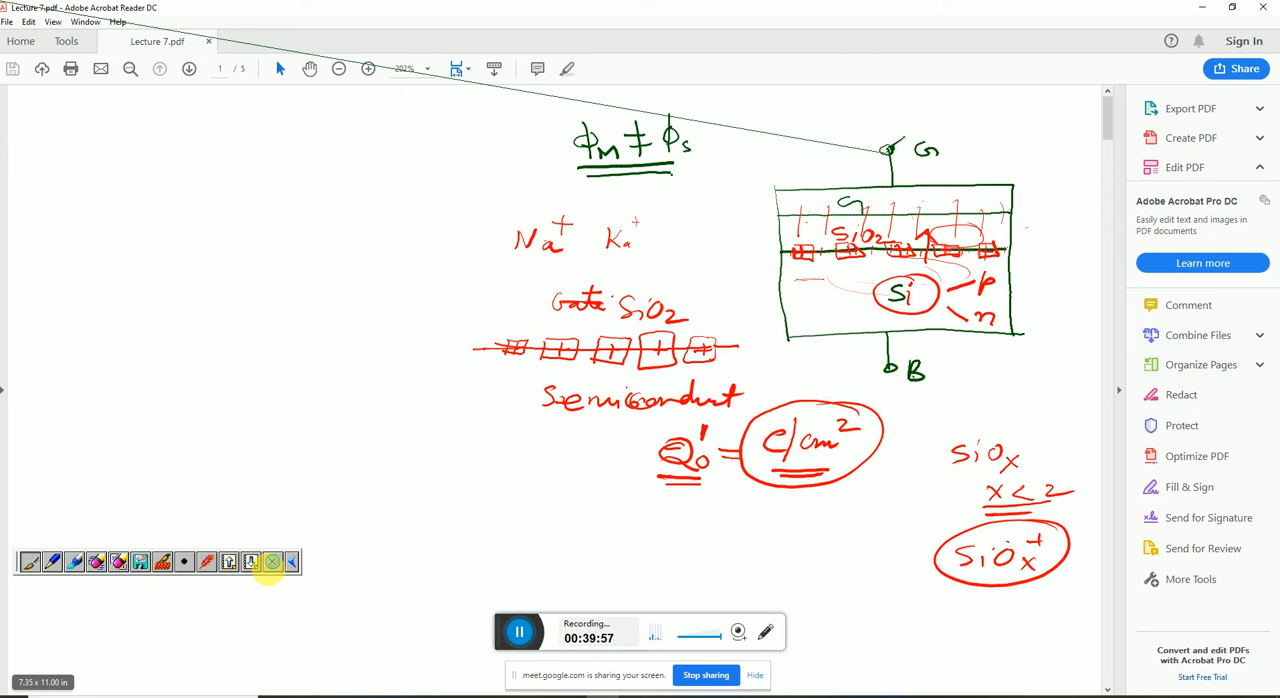 Lecture 7.pdf - Adobe Acrobat Reader DC
File Edit View Window Help
Home Tools Lecture 7.pdf × Sign In
1 / 5 202% Share
ϕM ≠ ϕs
G
Na+ Ka+
G
SiO2
Si
p
n
SiO2
+ + + + +
B
Semiconduct
Q'o = C/cm2
SiOx
x < 2
SiOx+
Export PDF
Create PDF
Edit PDF
Adobe Acrobat Pro DC
Easily edit text and images in
PDF documents
Learn more
Comment
Combine Files
Organize Pages
Redact
Protect
Optimize PDF
Fill & Sign
Send for Signature
Send for Review
More Tools
Convert and edit PDFs
with Acrobat Pro DC
Start Free Trial
Recording...
00:39:57
meet.google.com is sharing your screen. Stop sharing Hide
7.35 x 11.00 in